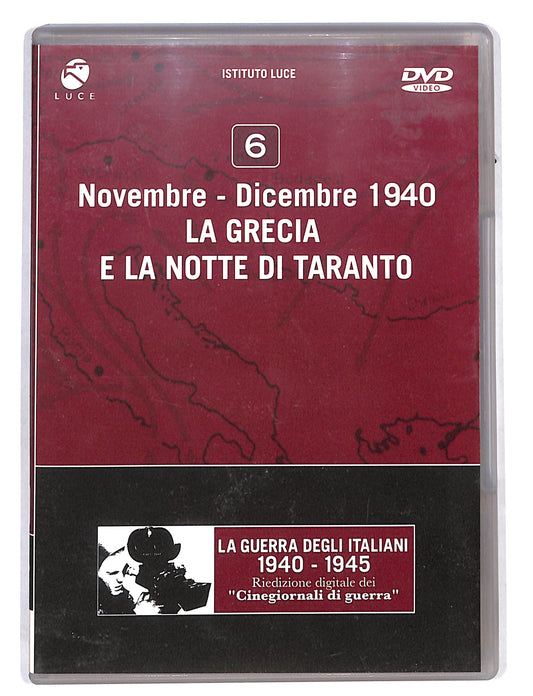 LUCE
ISTITUTO LUCE
DVD
VIDEO
6
Novembre - Dicembre 1940
LA GRECIA
E LA NOTTE DI TARANTO
LA GUERRA DEGLI ITALIANI
1940 - 1945
Riedizione digitale dei
"Cinegiornali di guerra"